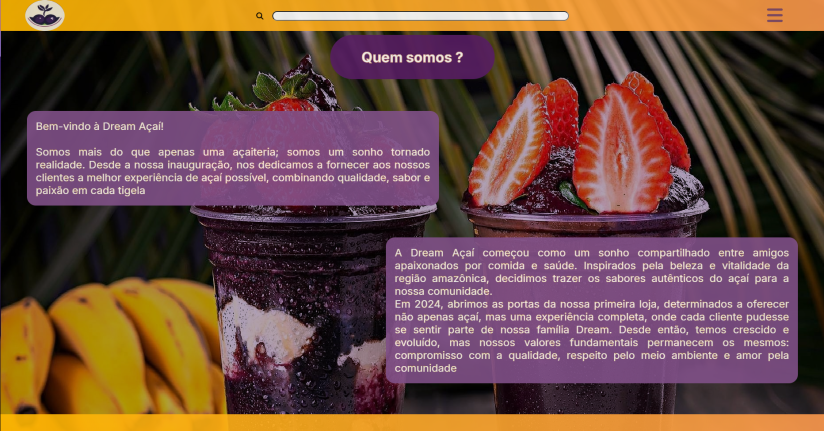 Quem somos ?
Bem-vindo à Dream Açaí!
Somos mais do que apenas uma açaiteria; somos um sonho tornado
realidade. Desde a nossa inauguração, nos dedicamos a fornecer aos nossos
clientes a melhor experiência de açaí possível, combinando qualidade, sabor e
paixão em cada tigela
A Dream Açaí começou como um sonho compartilhado entre amigos
apaixonados por comida e saúde. Inspirados pela beleza e vitalidade da
região amazônica, decidimos trazer os sabores autênticos do açaí para a
nossa comunidade.
Em 2024, abrimos as portas da nossa primeira loja, determinados a oferecer
não apenas açaí, mas uma experiência completa, onde cada cliente pudesse
se sentir parte de nossa família Dream. Desde então, temos crescido e
evoluído, mas nossos valores fundamentais permanecem os mesmos:
compromisso com a qualidade, respeito pelo meio ambiente e amor pela
comunidade